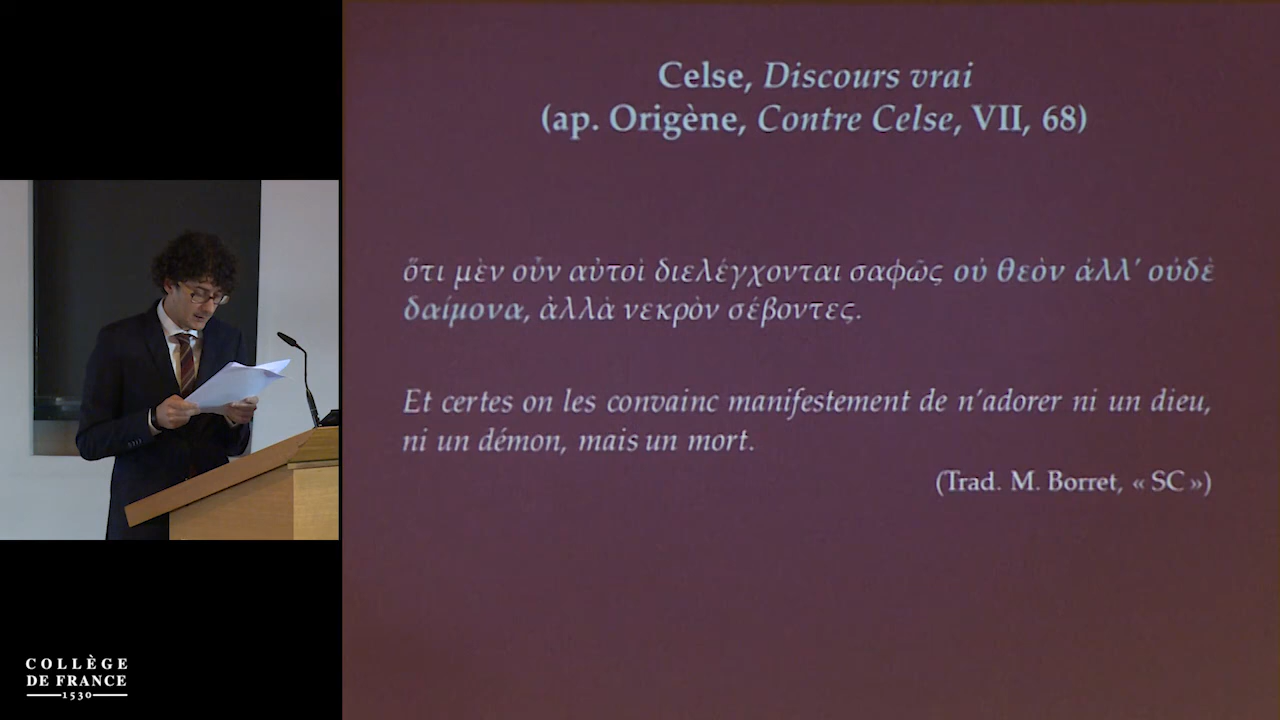 Celse, Discours vrai
(ap. Origène, Contre Celse, VII, 68)
ὅτι μὲν οὖν αὐτοὶ διελέγχονται σαφῶς οὐ θεὸν ἀλλ᾽ οὐδὲ
δαίμονα, ἀλλὰ νεκρὸν σέβοντες.
Et certes on les convainc manifestement de n'adorer ni un dieu,
ni un démon, mais un mort.
(Trad. M. Borret, « SC »)
COLLÈGE
DE FRANCE
1530